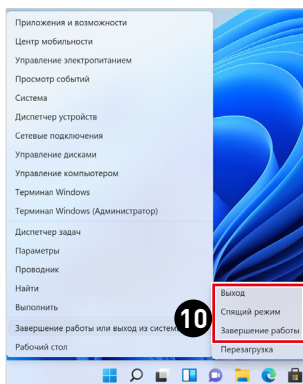 Приложения и возможности
Центр мобильности
Управление электропитанием
Просмотр событий
Система
Диспетчер устройств
Сетевые подключения
Управление дисками
Управление компьютером
Терминал Windows
Терминал Windows (Администратор)
Диспетчер задач
Параметры
Проводник
Найти
Выполнить
Завершение работы или выход из систем
Рабочий стол
10
Выход
Спящий режим
Завершение работы
Перезагрузка